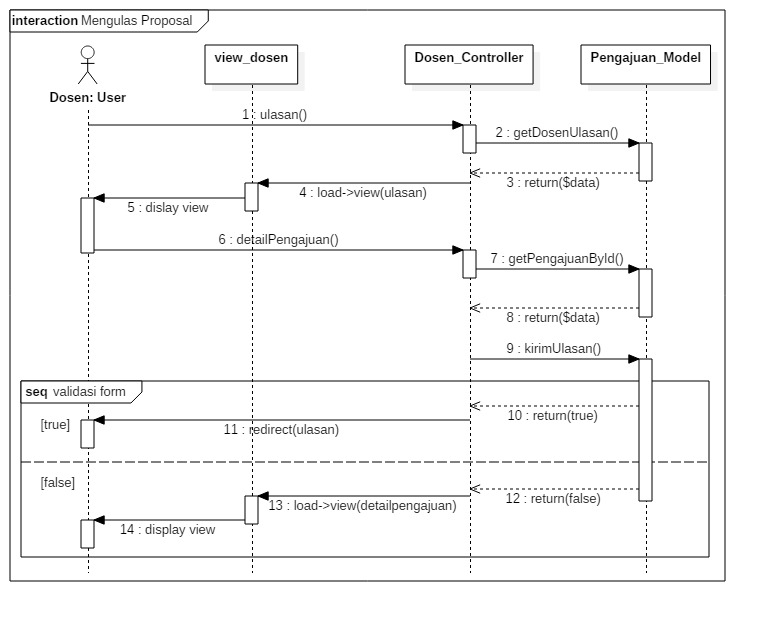 interaction Mengulas Proposal
view_dosen
Dosen_Controller
Pengajuan_Model
Dosen: User
1 : ulasan()
2 : getDosenUlasan()
3 : return($data)
4 : load->view(ulasan)
5 : dislay view
6 : detailPengajuan()
7 : getPengajuanById()
8 : return($data)
9 : kirimUlasan()
seq validasi form
10 : return(true)
[true]
11 : redirect(ulasan)
[false]
12 : return(false)
13 : load->view(detailpengajuan)
14 : display view